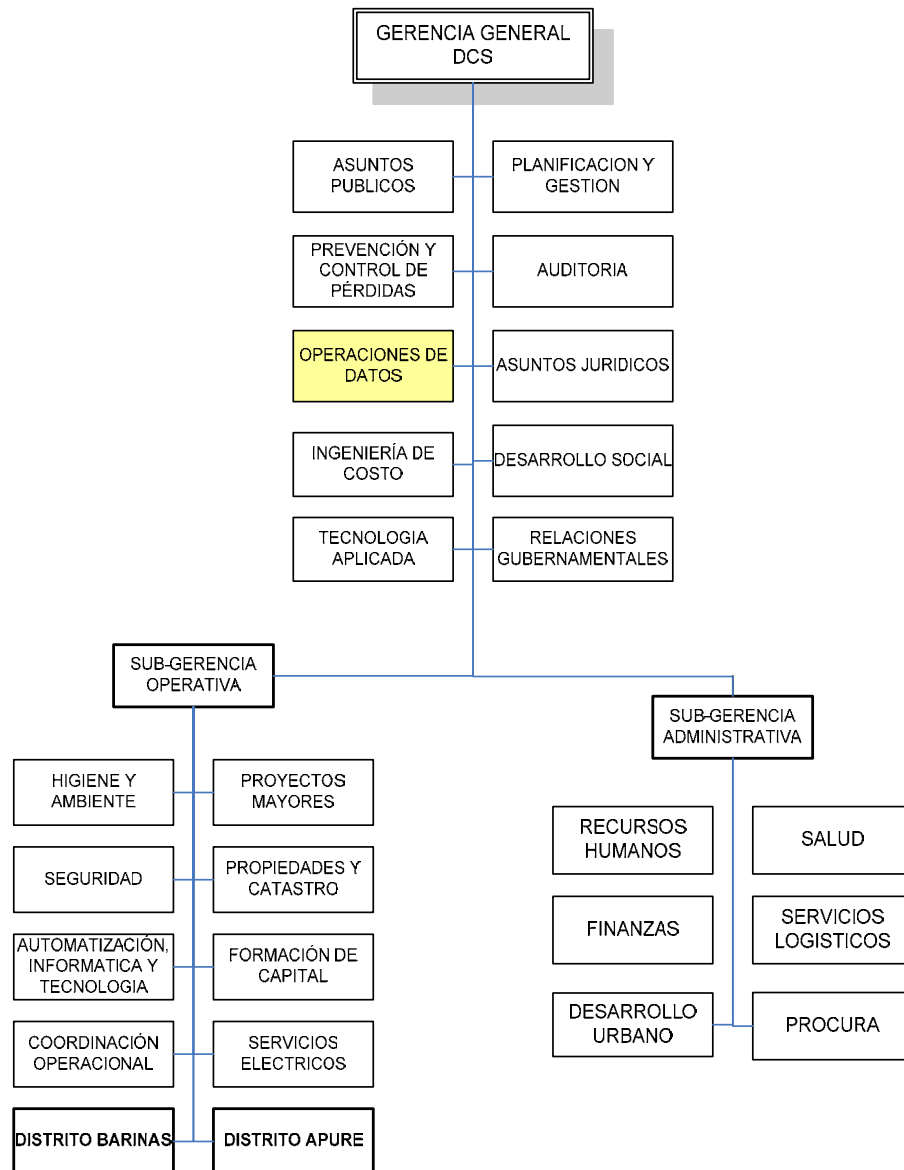 GERENCIA GENERAL
DCS
ASUNTOS
PUBLICOS
PLANIFICACION Y
GESTION
PREVENCIÓN Y
CONTROL DE
PÉRDIDAS
AUDITORIA
OPERACIONES DE
DATOS
ASUNTOS JURIDICOS
INGENIERÍA DE
COSTO
DESARROLLO SOCIAL
TECNOLOGIA
APLICADA
RELACIONES
GUBERNAMENTALES
SUB-GERENCIA
OPERATIVA
SUB-GERENCIA
ADMINISTRATIVA
HIGIENE Y
AMBIENTE
PROYECTOS
MAYORES
SEGURIDAD
PROPIEDADES Y
CATASTRO
AUTOMATIZACIÓN,
INFORMATICA Y
TECNOLOGIA
FORMACIÓN DE
CAPITAL
COORDINACIÓN
OPERACIONAL
SERVICIOS
ELECTRICOS
DISTRITO BARINAS
DISTRITO APURE
RECURSOS
HUMANOS
SALUD
FINANZAS
SERVICIOS
LOGISTICOS
DESARROLLO
URBANO
PROCURA